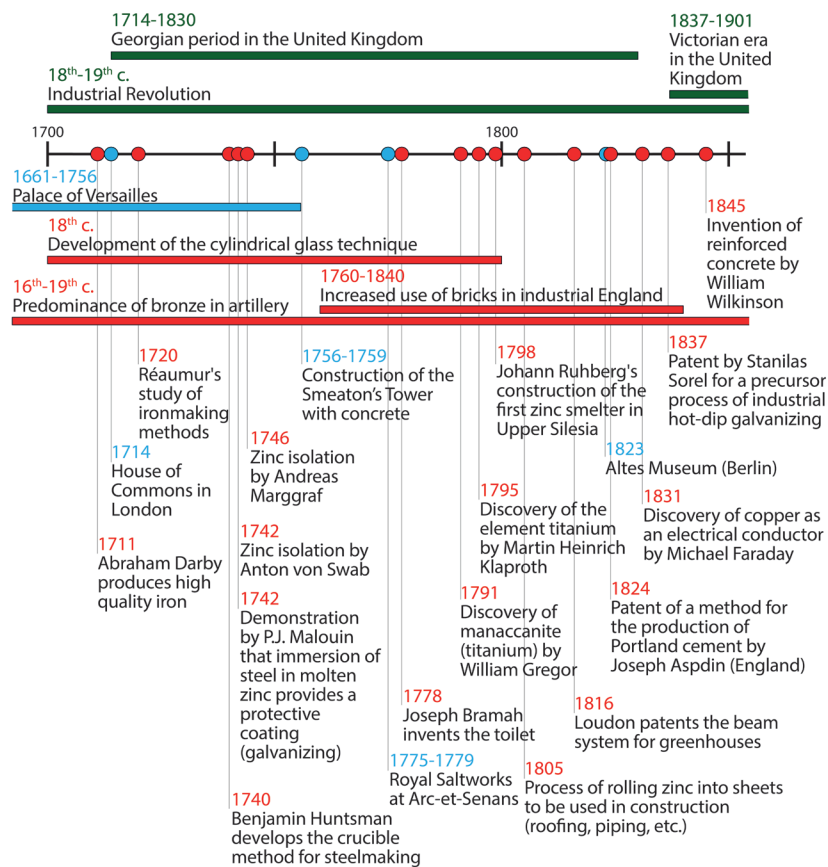 1714-1830
Georgian period in the United Kingdom
1837-1901
Victorian era
in the United
Kingdom
18th-19th c.
Industrial Revolution
1700
1800
1661-1756
Palace of Versailles
18th c.
Development of the cylindrical glass technique
16th-19th c.
Predominance of bronze in artillery
1760-1840
Increased use of bricks in industrial England
1845
Invention of
reinforced
concrete by
William
Wilkinson
1720
Réaumur's
study of
ironmaking
methods
1756-1759
Construction of the
Smeaton's Tower
with concrete
1798
Johann Ruhberg's
construction of the
first zinc smelter in
Upper Silesia
1837
Patent by Stanilas
Sorel for a precursor
process of industrial
hot-dip galvanizing
1714
House of
Commons in
London
1746
Zinc isolation
by Andreas
Marggraf
1823
Altes Museum (Berlin)
1795
Discovery of the
element titanium
by Martin Heinrich
Klaproth
1831
Discovery of copper as
an electrical conductor
by Michael Faraday
1711
Abraham Darby
produces high
quality iron
1742
Zinc isolation by
Anton von Swab
1742
Demonstration
by P.J. Malouin
that immersion of
steel in molten
zinc provides a
protective
coating
(galvanizing)
1791
Discovery of
manaccanite
(titanium) by
William Gregor
1824
Patent of a method for
the production of
Portland cement by
Joseph Aspdin (England)
1778
Joseph Bramah
invents the toilet
1816
Loudon patents the beam
system for greenhouses
1775-1779
Royal Saltworks
at Arc-et-Senans
1805
Process of rolling zinc into sheets
to be used in construction
(roofing, piping, etc.)
1740
Benjamin Huntsman
develops the crucible
method for steelmaking